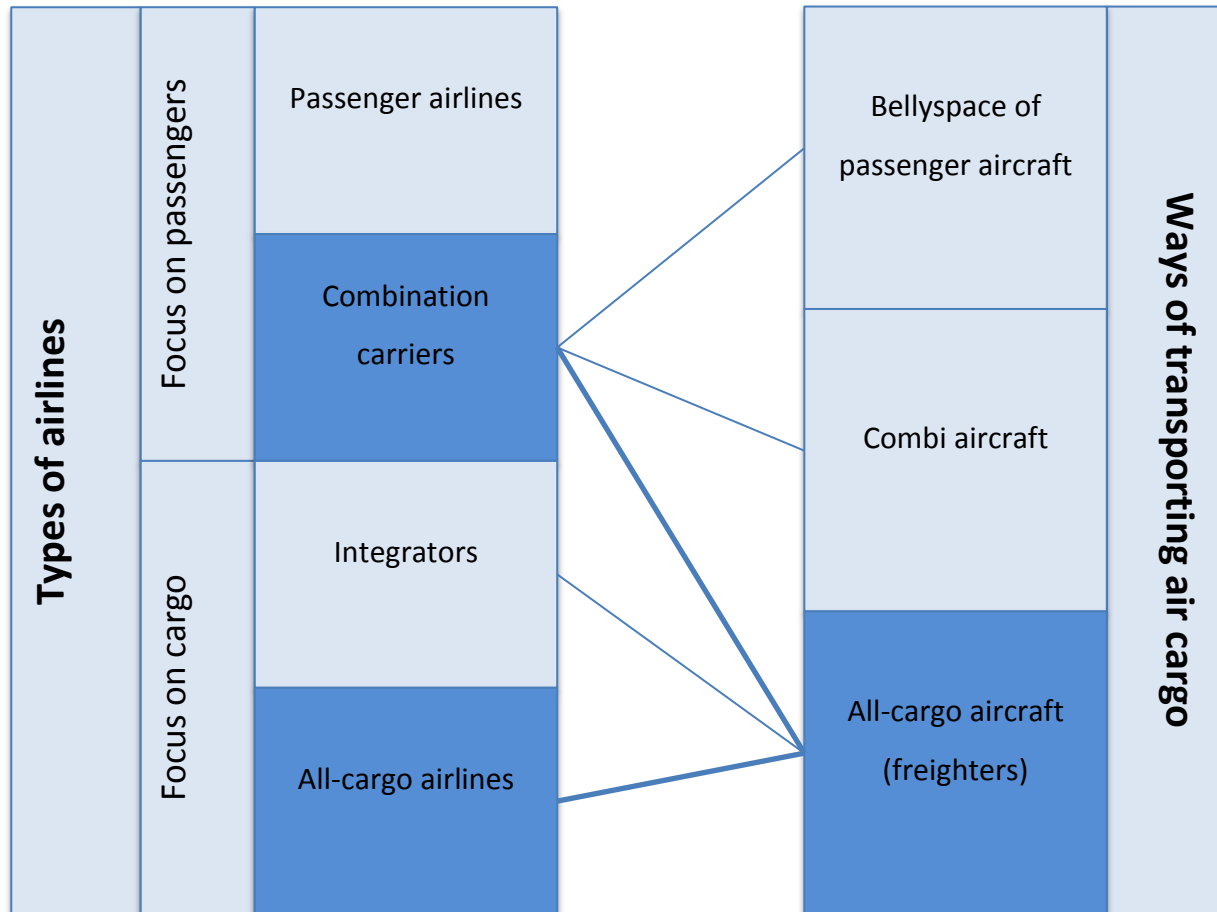 Types of airlines
Focus on passengers
Passenger airlines
Combination
carriers
Focus on cargo
Integrators
All-cargo airlines
Bellyspace of
passenger aircraft
Combi aircraft
All-cargo aircraft
(freighters)
Ways of transporting air cargo